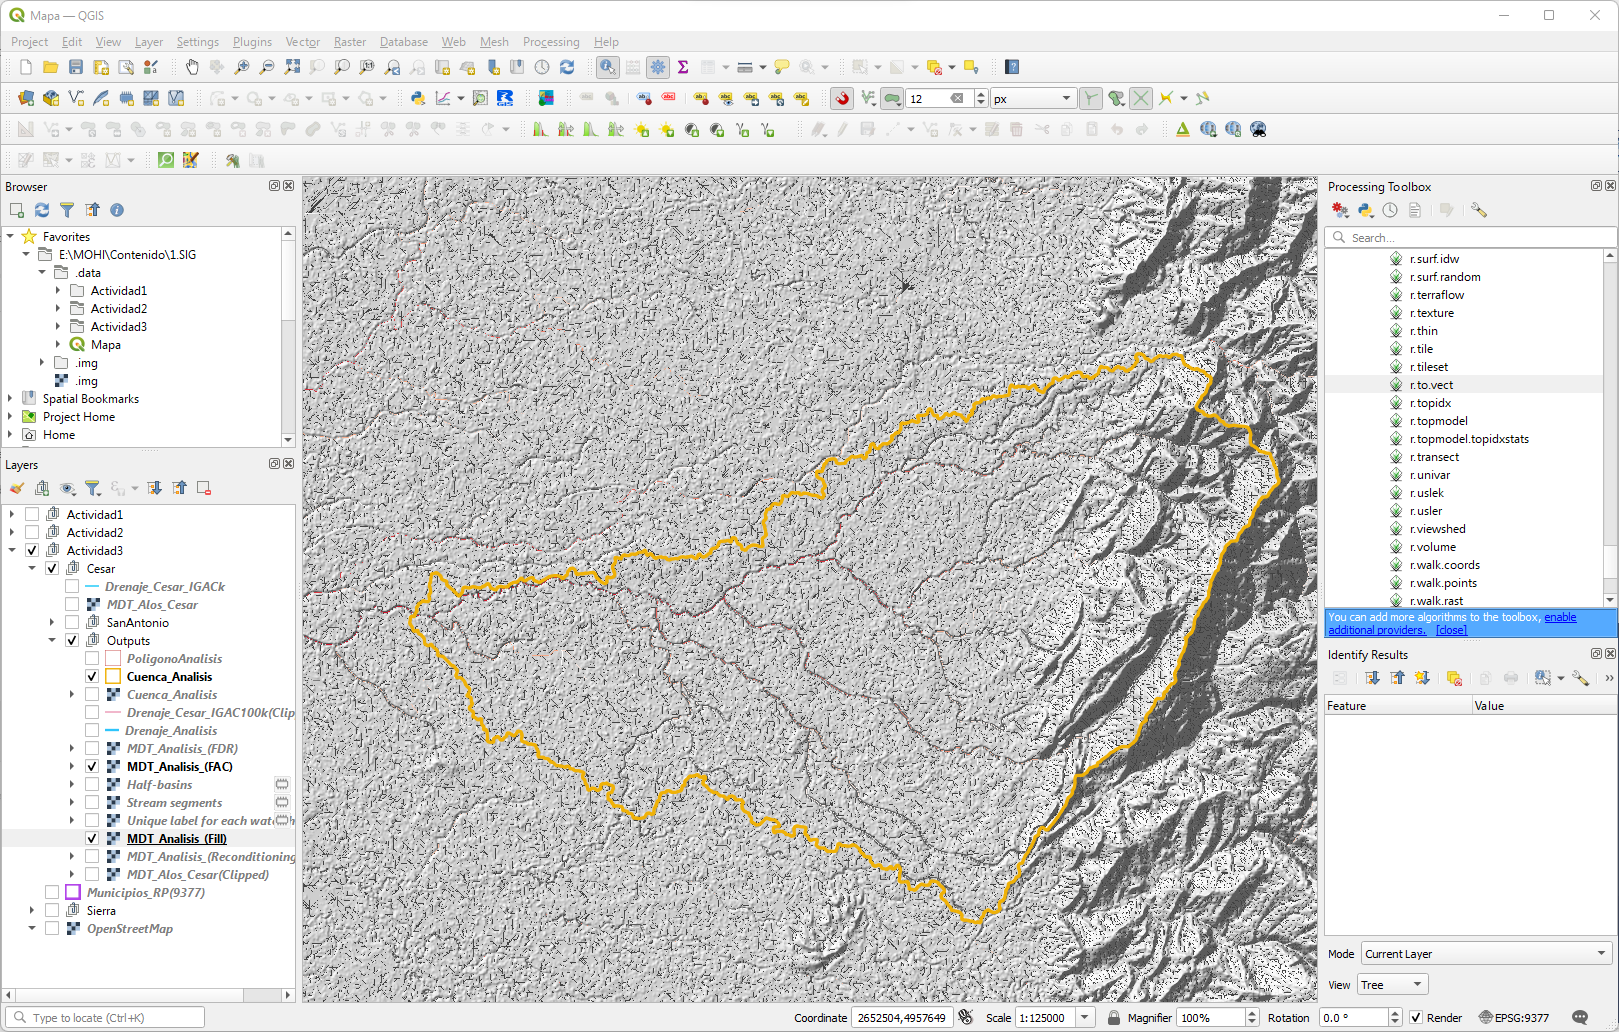 Mapa — QGIS
Project Edit View Layer Settings Plugins Vector Raster Database Web Mesh Processing Help
12 px
Browser
Favorites
E:\MOHI\Contenido\1.SIG
.data
Actividad1
Actividad2
Actividad3
Mapa
.img
.img
Spatial Bookmarks
Project Home
Home
Layers
Actividad1
Actividad2
Actividad3
Cesar
Drenaje_Cesar_IGACk
MDT_Alos_Cesar
SanAntonio
Outputs
PoligonoAnalisis
Cuenca_Analisis
Cuenca_Analisis
Drenaje_Cesar_IGAC100k(Clip
Drenaje_Analisis
MDT_Analisis_(FDR)
MDT_Analisis_(FAC)
Half-basins
Stream segments
Unique label for each wat
MDT_Analisis_(Fill)
MDT_Analisis_(Reconditioning
MDT_Alos_Cesar(Clipped)
Municipios_RP(9377)
Sierra
OpenStreetMap
Processing Toolbox
Search...
r.surf.idw
r.surf.random
r.terraflow
r.texture
r.thin
r.tile
r.tileset
r.to.vect
r.topidx
r.topmodel
r.topmodel.topidxstats
r.transect
r.univar
r.uslek
r.usler
r.viewshed
r.volume
r.walk.coords
r.walk.points
r.walk.rast
You can add more algorithms to the toolbox, enable
additional providers. [close]
Identify Results
Feature Value
Mode Current Layer
View Tree
Type to locate (Ctrl+K) Coordinate 2652504,4957649 Scale 1:125000 Magnifier 100% Rotation 0.0 ° Render EPSG:9377